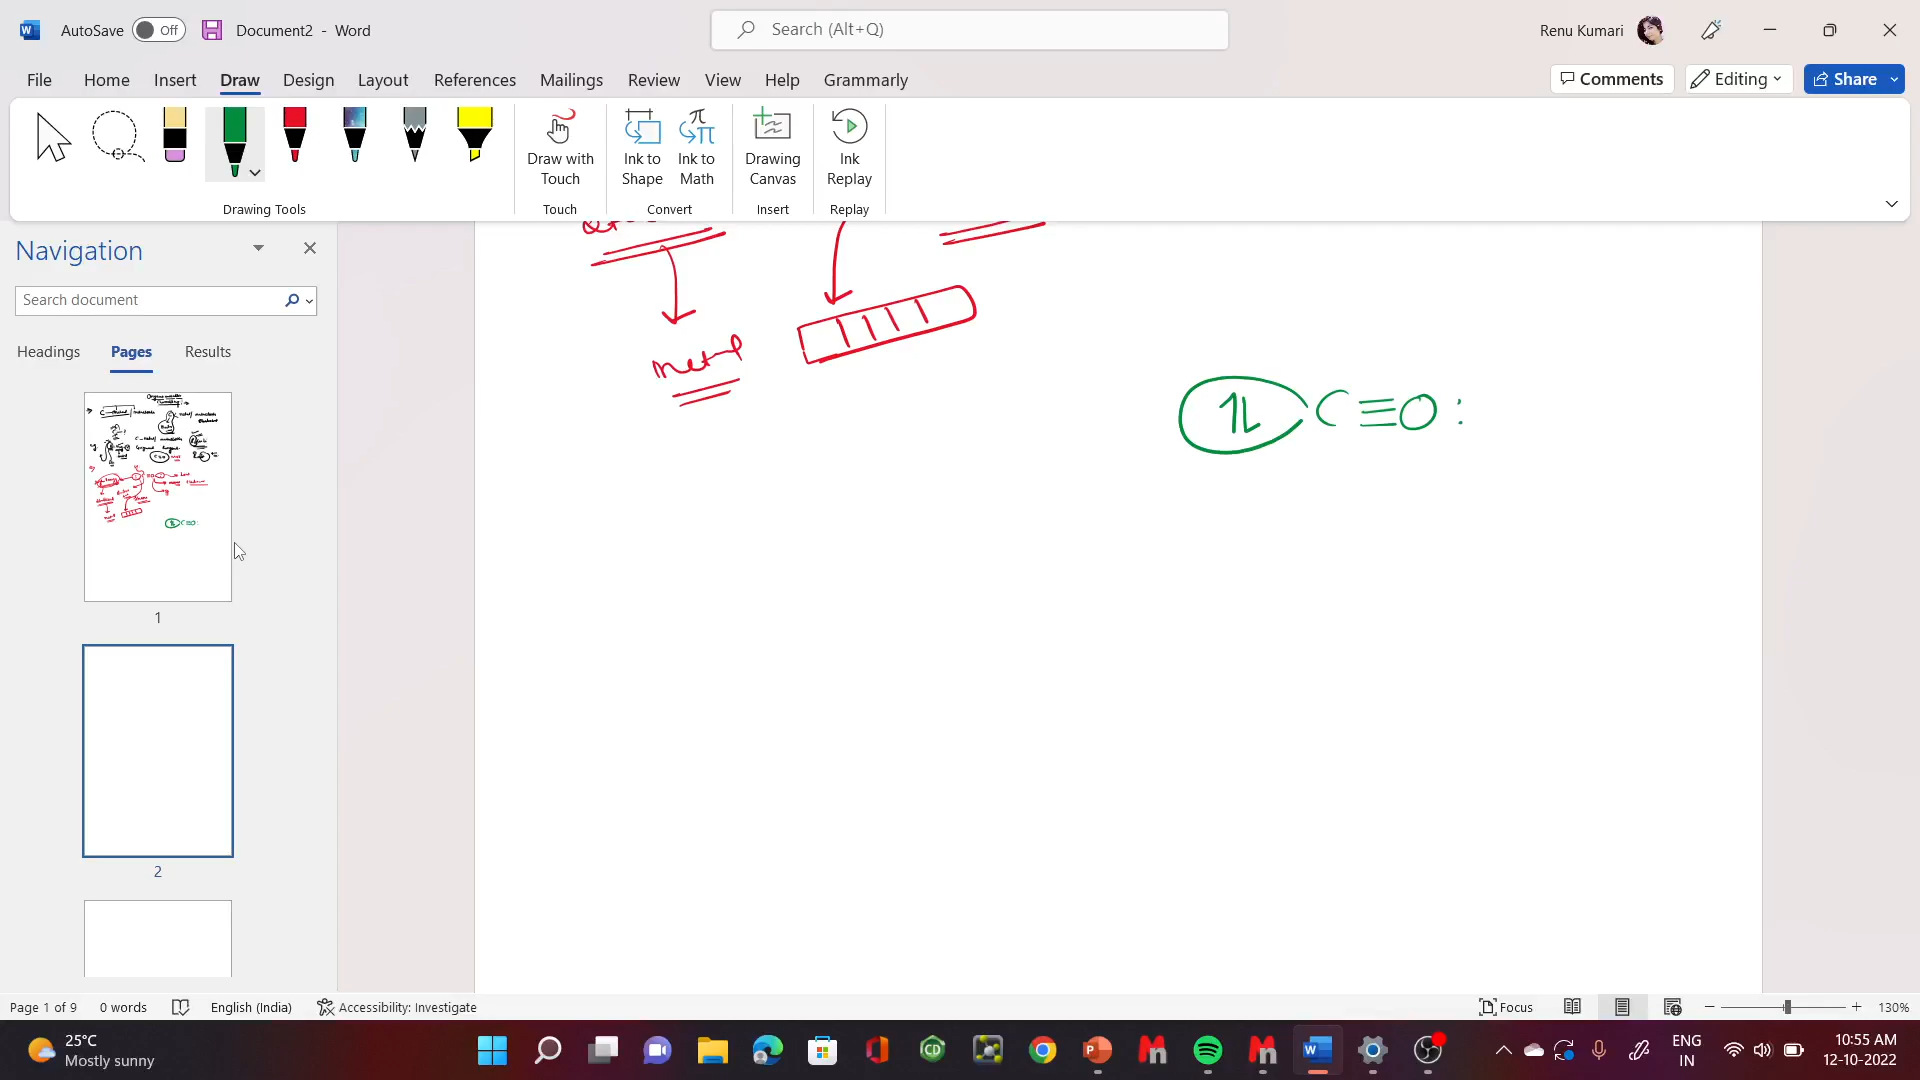 AutoSave Off Document2 - Word Search (Alt+Q) Renu Kumari
File Home Insert Draw Design Layout References Mailings Review View Help Grammarly Comments Editing Share
Draw with Touch
Ink to Shape
Ink to Math
Drawing Canvas
Ink Replay
Drawing Tools Touch Convert Insert Replay
Navigation
Search document
Headings Pages Results
metal
C≡O:
1
2
Page 1 of 9 0 words English (India) Accessibility: Investigate Focus 130%
25°C
Mostly sunny
ENG
IN
10:55 AM
12-10-2022